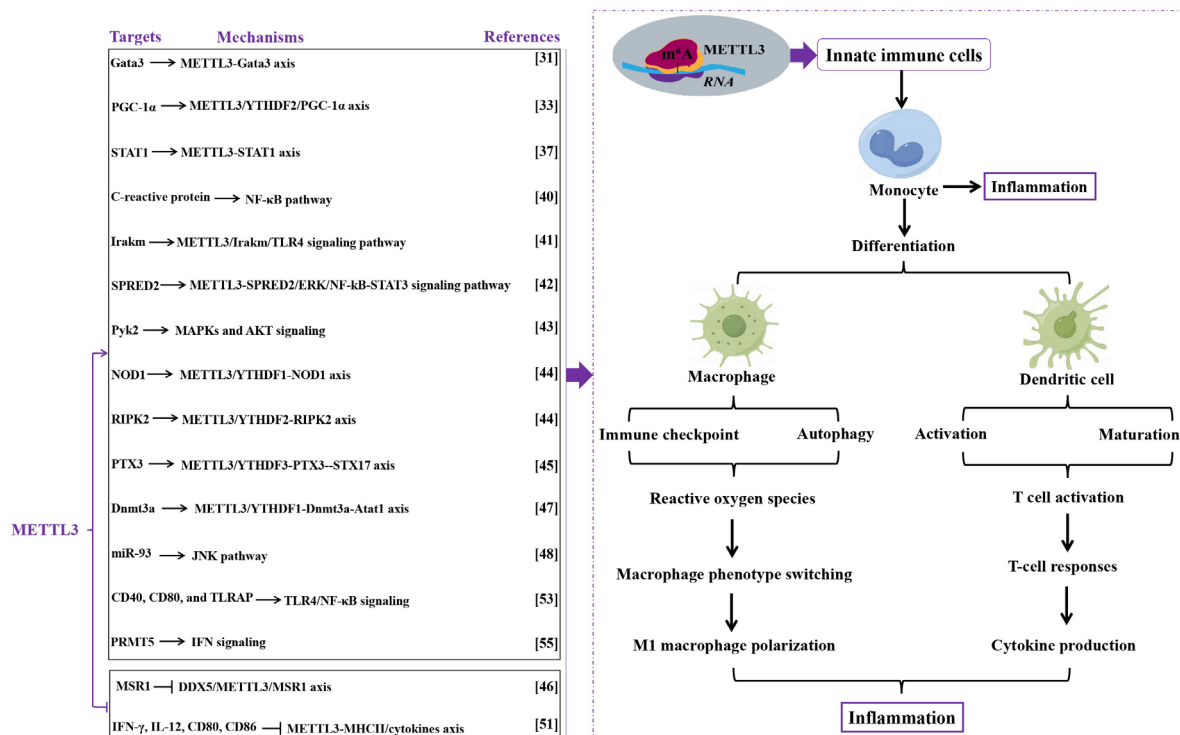 Targets Mechanisms References
Gata3 → METTL3-Gata3 axis [31]
PGC-1α → METTL3/YTHDF2/PGC-1α axis [33]
STAT1 → METTL3-STAT1 axis [37]
C-reactive protein → NF-κB pathway [40]
Irakm → METTL3/Irakm/TLR4 signaling pathway [41]
SPRED2 → METTL3-SPRED2/ERK/NF-kB-STAT3 signaling pathway [42]
Pyk2 → MAPKs and AKT signaling [43]
NOD1 → METTL3/YTHDF1-NOD1 axis [44]
RIPK2 → METTL3/YTHDF2-RIPK2 axis [44]
PTX3 → METTL3/YTHDF3-PTX3--STX17 axis [45]
Dnmt3a → METTL3/YTHDF1-Dnmt3a-Atat1 axis [47]
METTL3
miR-93 → JNK pathway [48]
CD40, CD80, and TLRAP → TLR4/NF-κB signaling [53]
PRMT5 → IFN signaling [55]
MSR1 ⊣ DDX5/METTL3/MSR1 axis [46]
IFN-γ, IL-12, CD80, CD86 ⊣ METTL3-MHCII/cytokines axis [51]
m⁶A METTL3
RNA
Innate immune cells
Monocyte
Inflammation
Differentiation
Macrophage Dendritic cell
Immune checkpoint Autophagy Activation Maturation
Reactive oxygen species T cell activation
Macrophage phenotype switching T-cell responses
M1 macrophage polarization Cytokine production
Inflammation